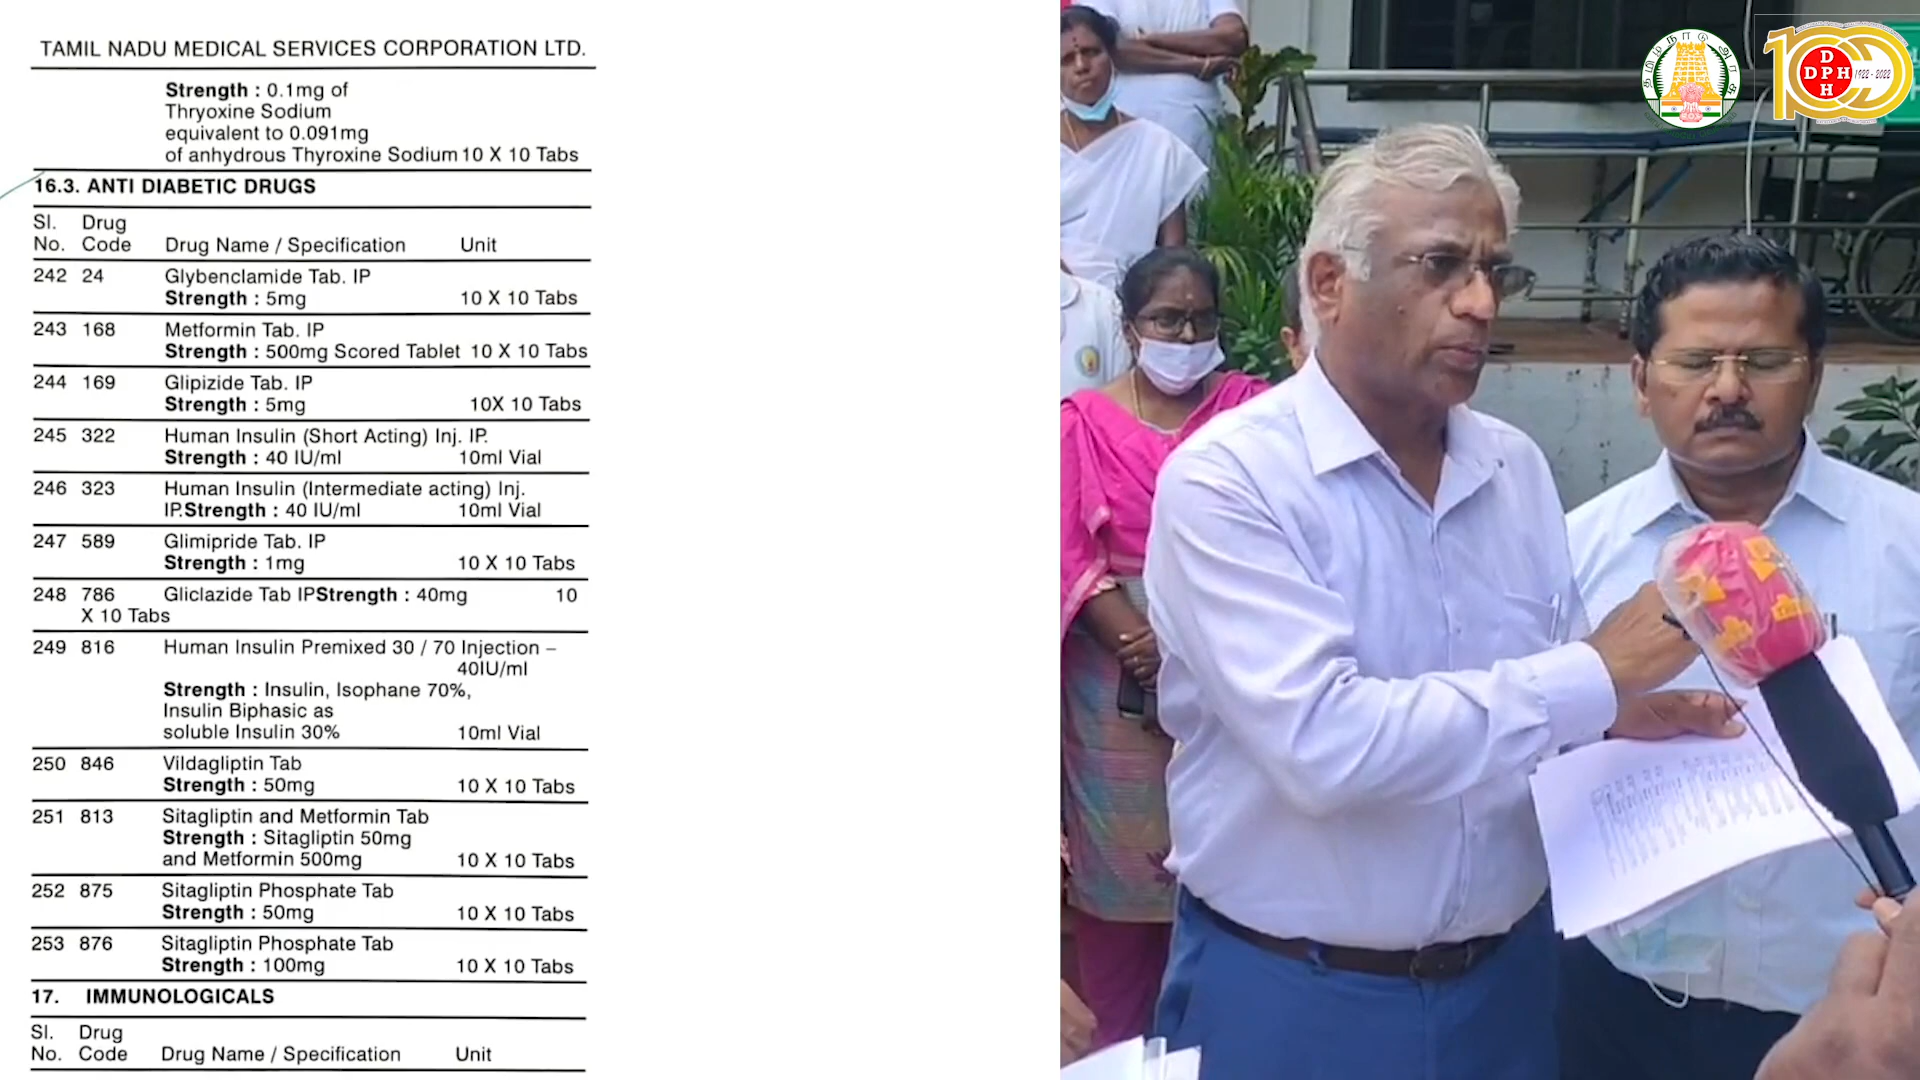 TAMIL NADU MEDICAL SERVICES CORPORATION LTD.
Strength : 0.1mg of
Thryoxine Sodium
equivalent to 0.091mg
of anhydrous Thyroxine Sodium 10 X 10 Tabs
16.3. ANTI DIABETIC DRUGS
Sl. Drug
No. Code Drug Name / Specification Unit
242 24 Glybenclamide Tab. IP
Strength : 5mg 10 X 10 Tabs
243 168 Metformin Tab. IP
Strength : 500mg Scored Tablet 10 X 10 Tabs
244 169 Glipizide Tab. IP
Strength : 5mg 10X 10 Tabs
245 322 Human Insulin (Short Acting) Inj. IP.
Strength : 40 IU/ml 10ml Vial
246 323 Human Insulin (Intermediate acting) Inj.
IP.Strength : 40 IU/ml 10ml Vial
247 589 Glimipride Tab. IP
Strength : 1mg 10 X 10 Tabs
248 786 Gliclazide Tab IPStrength : 40mg 10
X 10 Tabs
249 816 Human Insulin Premixed 30 / 70 Injection –
40IU/ml
Strength : Insulin, Isophane 70%,
Insulin Biphasic as
soluble Insulin 30% 10ml Vial
250 846 Vildagliptin Tab
Strength : 50mg 10 X 10 Tabs
251 813 Sitagliptin and Metformin Tab
Strength : Sitagliptin 50mg
and Metformin 500mg 10 X 10 Tabs
252 875 Sitagliptin Phosphate Tab
Strength : 50mg 10 X 10 Tabs
253 876 Sitagliptin Phosphate Tab
Strength : 100mg 10 X 10 Tabs
17. IMMUNOLOGICALS
Sl. Drug
No. Code Drug Name / Specification Unit
100
D
DPH
H
1922 - 2022